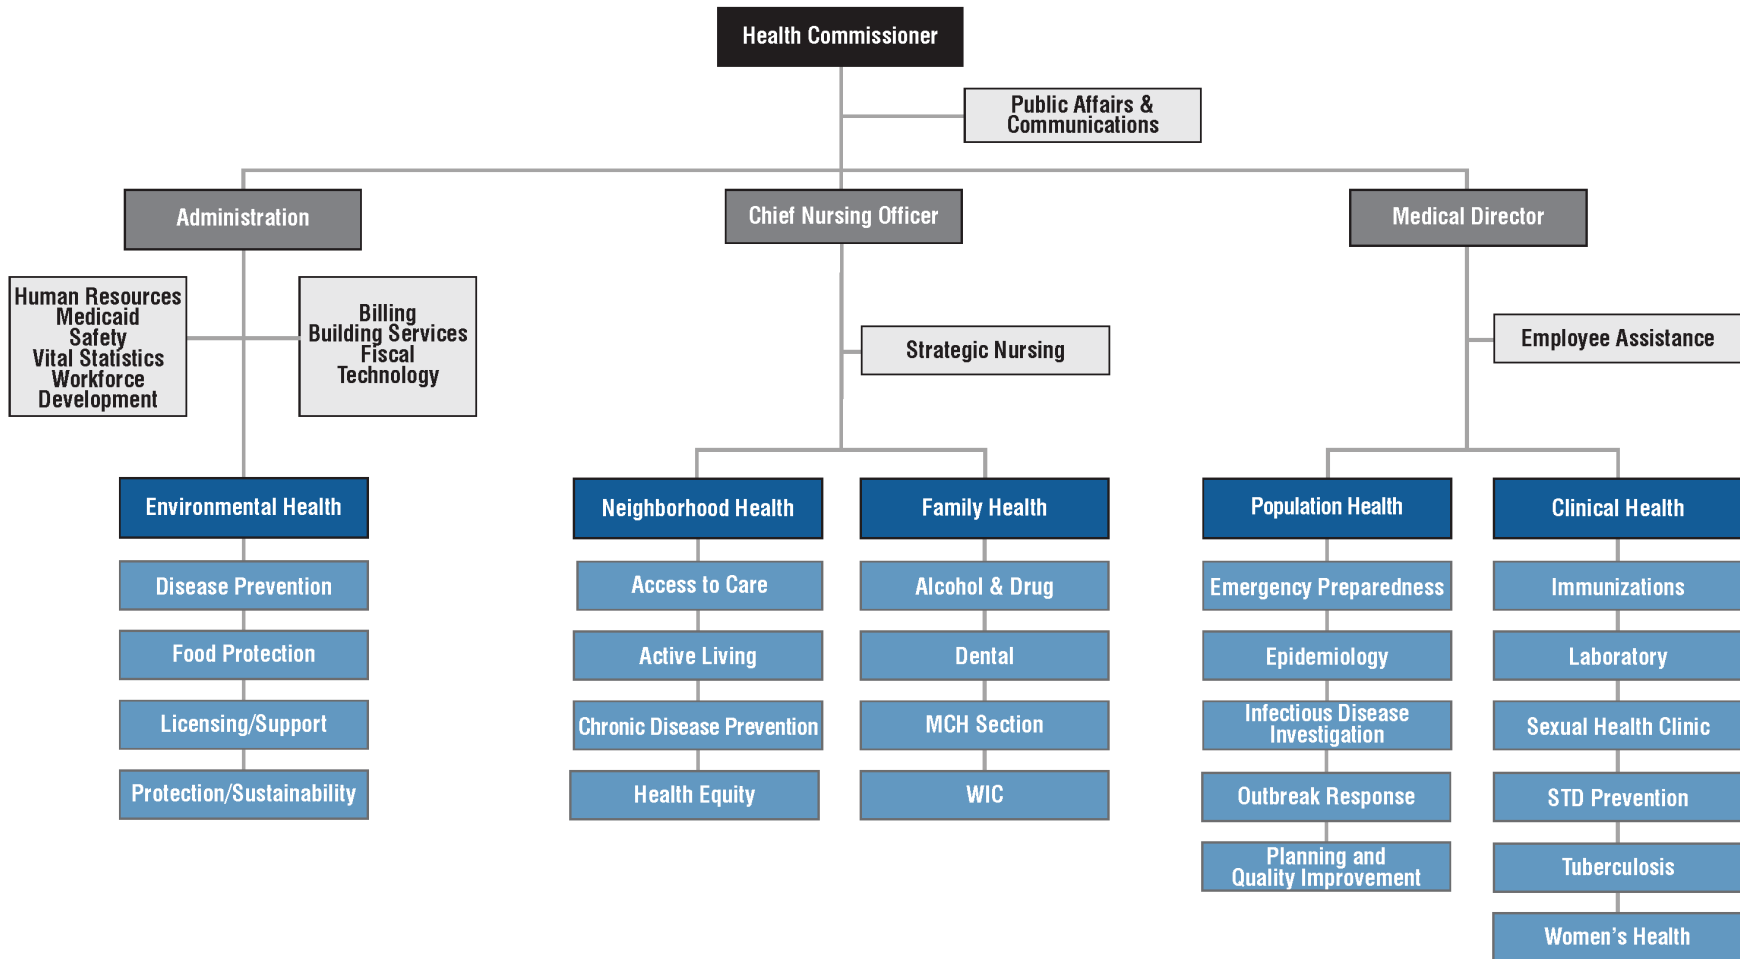 Health Commissioner
Public Affairs &
Communications
Administration
Chief Nursing Officer
Medical Director
Human Resources
Medicaid
Safety
Vital Statistics
Workforce
Development
Billing
Building Services
Fiscal
Technology
Strategic Nursing
Employee Assistance
Environmental Health
Disease Prevention
Food Protection
Licensing/Support
Protection/Sustainability
Neighborhood Health
Access to Care
Active Living
Chronic Disease Prevention
Health Equity
Family Health
Alcohol & Drug
Dental
MCH Section
WIC
Population Health
Emergency Preparedness
Epidemiology
Infectious Disease
Investigation
Outbreak Response
Planning and
Quality Improvement
Clinical Health
Immunizations
Laboratory
Sexual Health Clinic
STD Prevention
Tuberculosis
Women’s Health